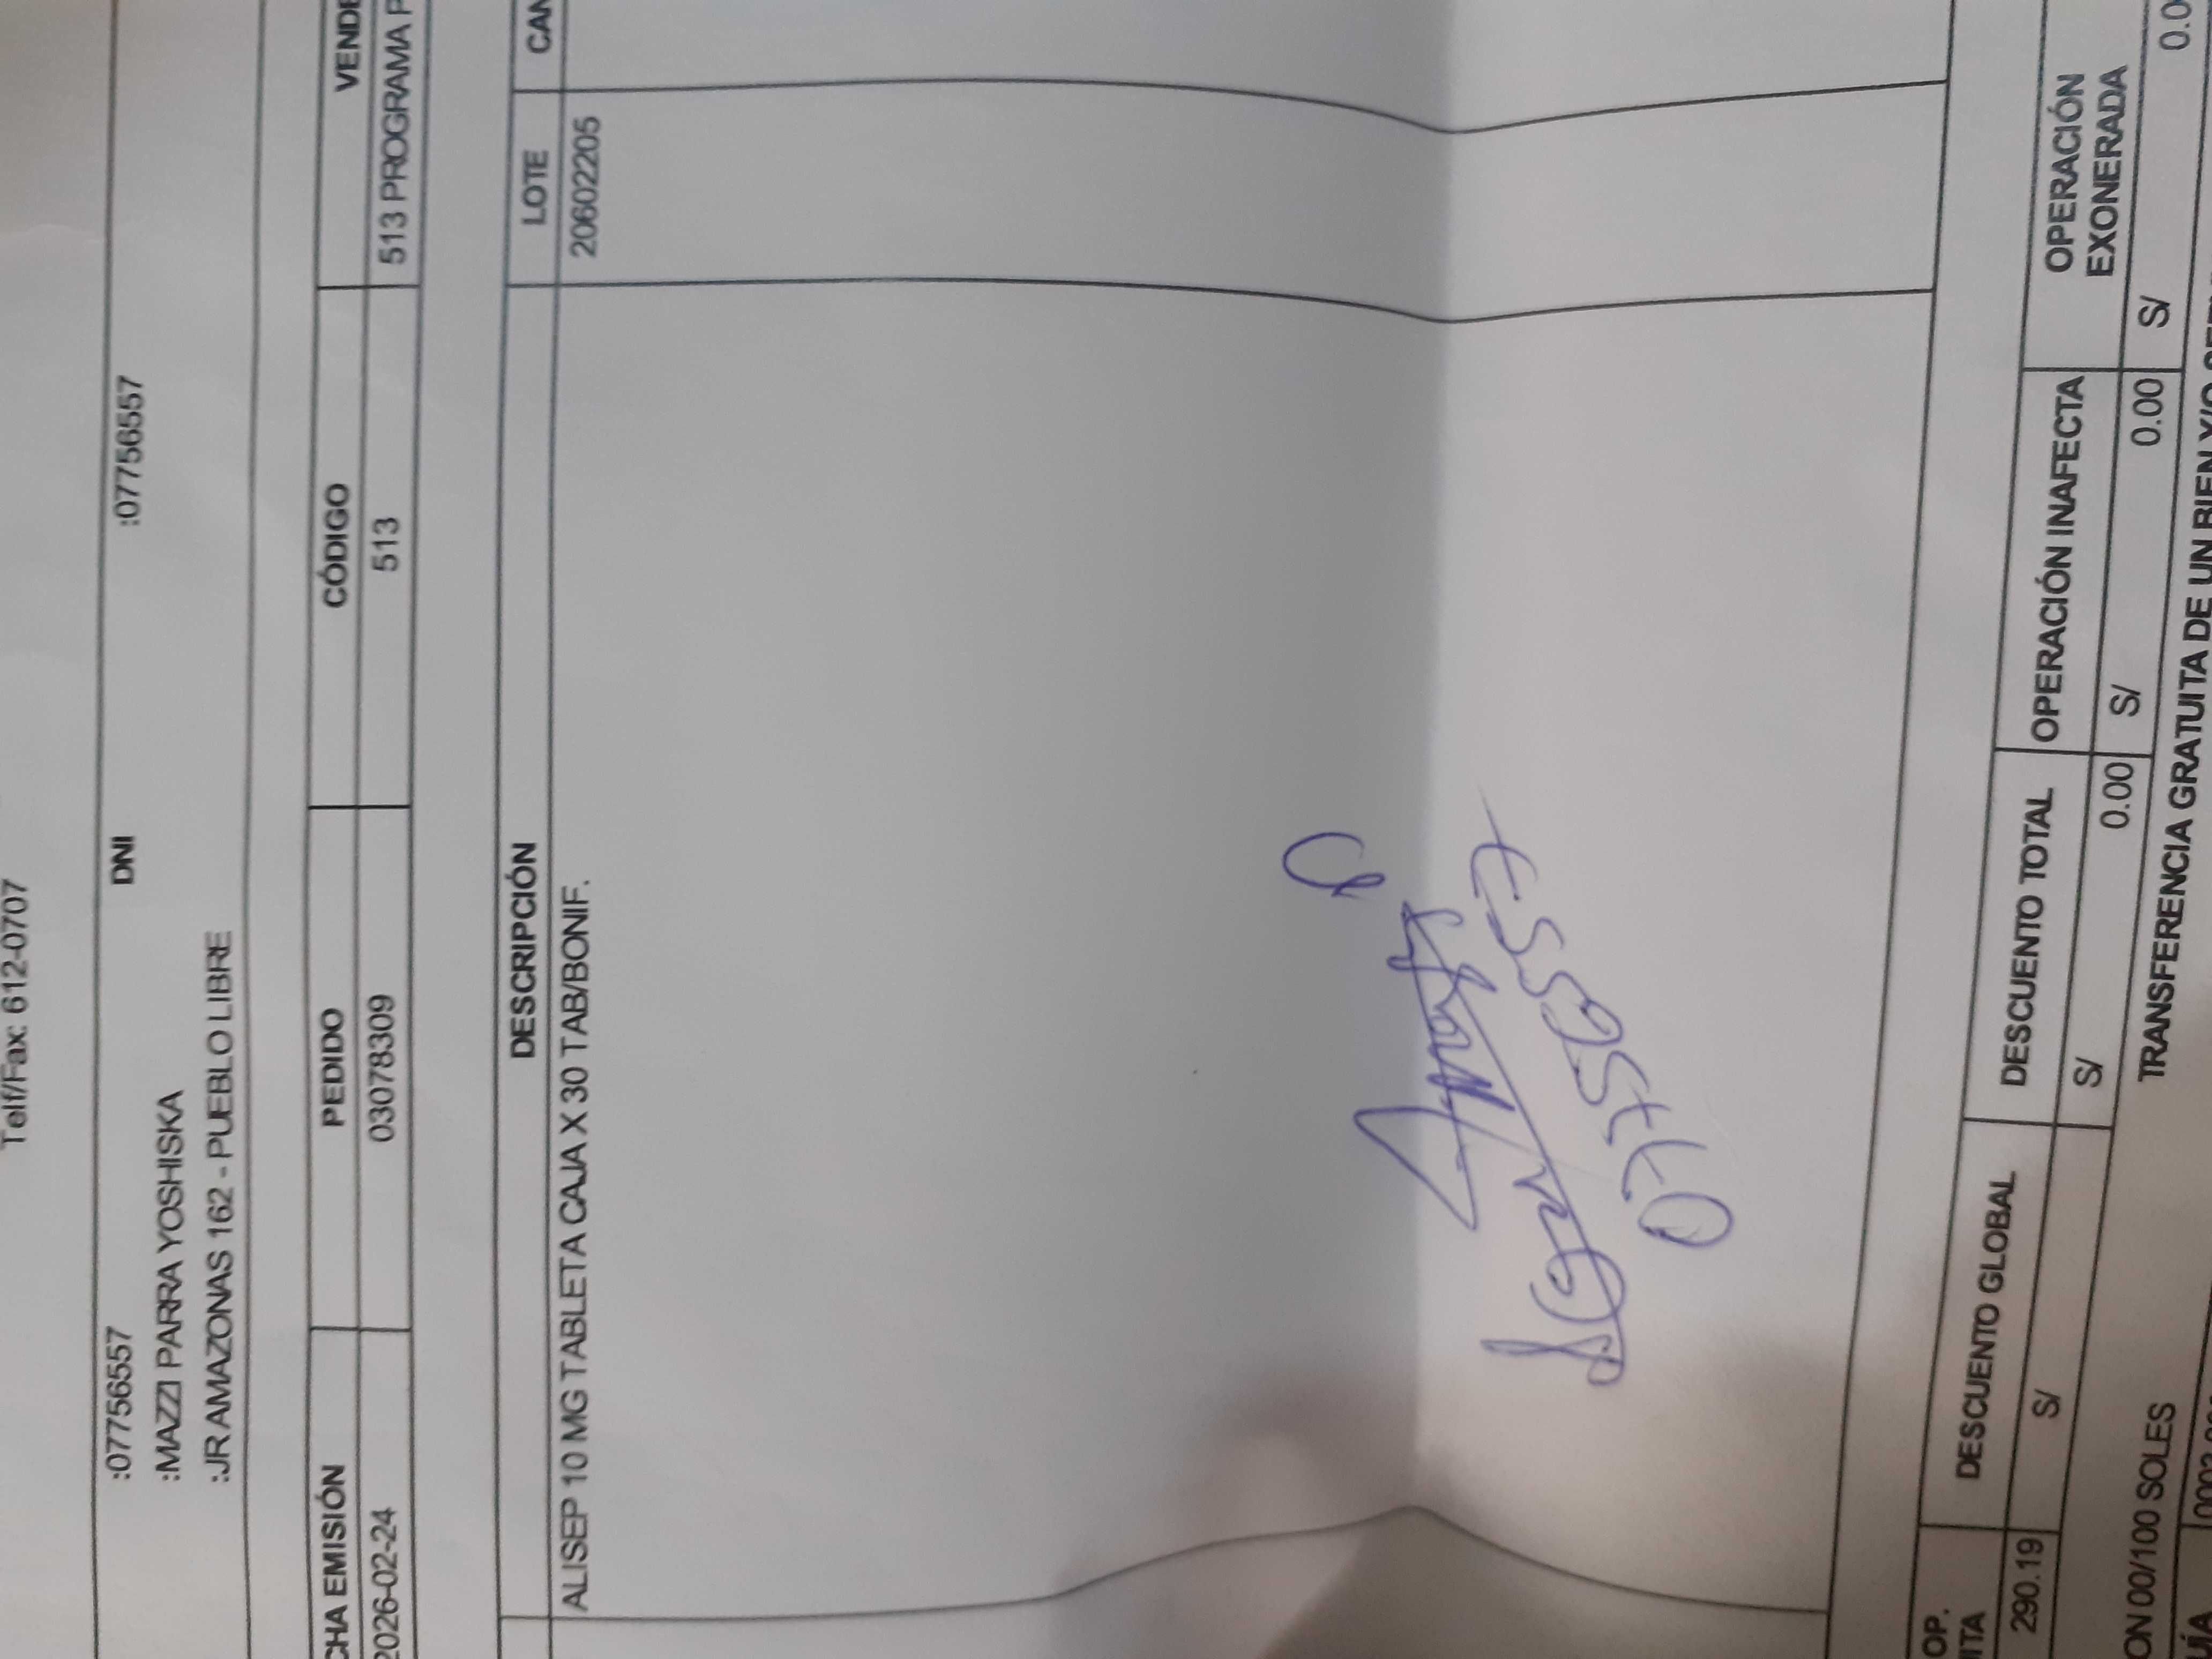 Telf/Fax: 612-0707
:07756557 DNI :07756557
:MAZZI PARRA YOSHISKA
:JR AMAZONAS 162 - PUEBLO LIBRE
CHA EMISIÓN PEDIDO CÓDIGO VENDE
2026-02-24 03078309 513 513 PROGRAMA P
DESCRIPCIÓN LOTE CAN
ALISEP 10 MG TABLETA CAJA X 30 TAB/BONIF. 20602205
OP. DESCUENTO GLOBAL DESCUENTO TOTAL OPERACIÓN INAFECTA OPERACIÓN
ITA EXONERADA
290.19 S/ S/ 0.00 S/ 0.00 S/ 0.0
ON 00/100 SOLES TRANSFERENCIA GRATUITA DE UN BIEN Y/O
UÍA